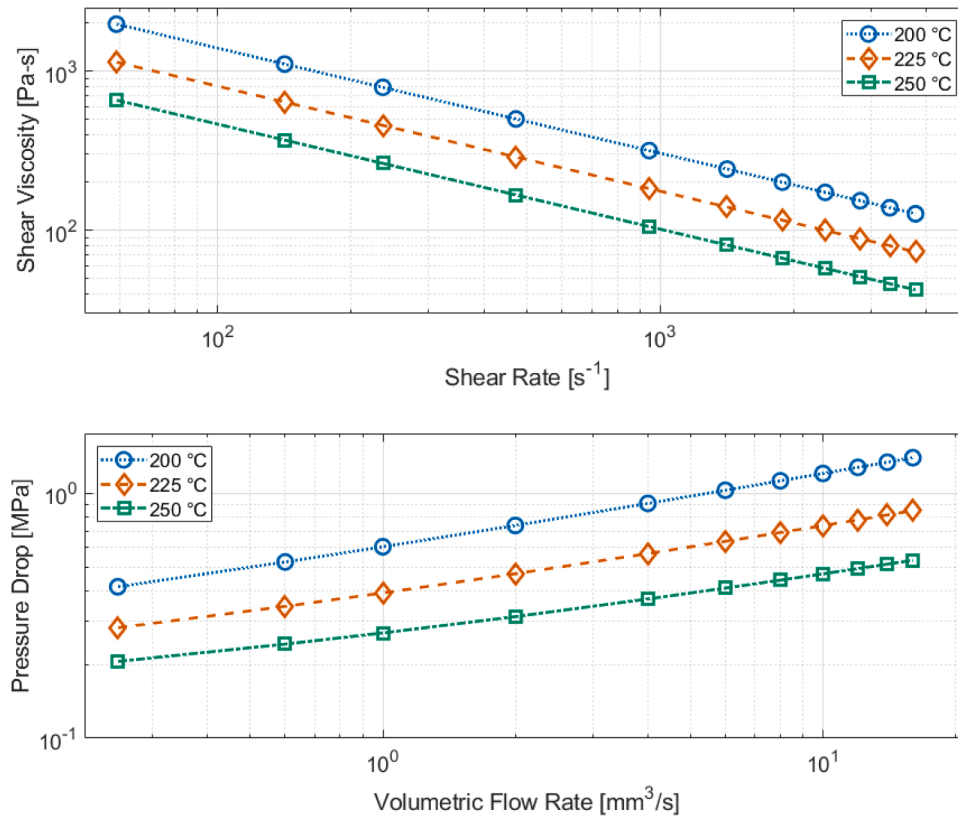 Shear Viscosity [Pa-s]
10³
10²
200 °C
225 °C
250 °C
10²
10³
Shear Rate [s⁻¹]
Pressure Drop [MPa]
10⁰
10⁻¹
200 °C
225 °C
250 °C
10⁰
10¹
Volumetric Flow Rate [mm³/s]